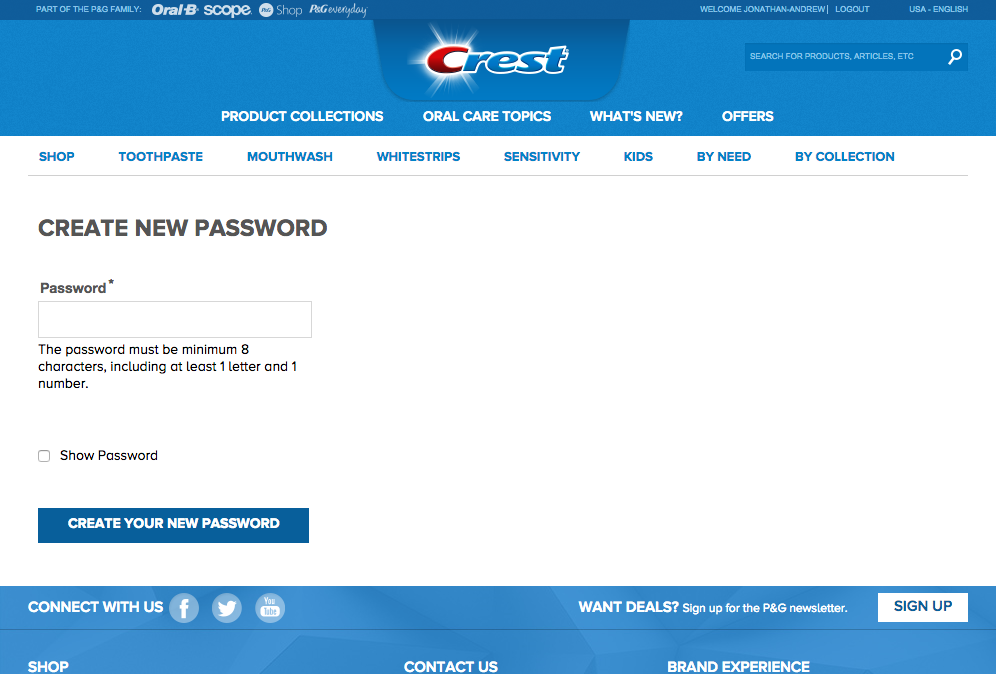 PART OF THE P&G FAMILY: Oral-B scope P&G Shop P&G everyday WELCOME JONATHAN-ANDREW| LOGOUT USA - ENGLISH
Crest
SEARCH FOR PRODUCTS, ARTICLES, ETC
PRODUCT COLLECTIONS ORAL CARE TOPICS WHAT'S NEW? OFFERS
SHOP TOOTHPASTE MOUTHWASH WHITESTRIPS SENSITIVITY KIDS BY NEED BY COLLECTION
CREATE NEW PASSWORD
Password*
The password must be minimum 8
characters, including at least 1 letter and 1
number.
Show Password
CREATE YOUR NEW PASSWORD
CONNECT WITH US f You Tube WANT DEALS? Sign up for the P&G newsletter. SIGN UP
SHOP CONTACT US BRAND EXPERIENCE